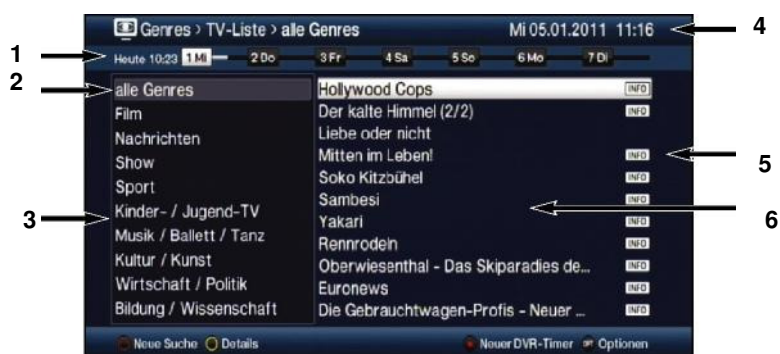 Genres > TV-Liste > alle Genres Mi 05.01.2011 11:16 4
1 Heute 10:23 1 Mi 2 Do 3 Fr 4 Sa 5 So 6 Mo 7 Di
2 alle Genres
Film
Nachrichten
Show
Sport
3 Kinder- / Jugend-TV
Musik / Ballett / Tanz
Kultur / Kunst
Wirtschaft / Politik
Bildung / Wissenschaft
Hollywood Cops INFO
Der kalte Himmel (2/2) INFO
Liebe oder nicht
Mitten im Leben! INFO 5
Soko Kitzbühel INFO
Sambesi INFO 6
Yakari INFO
Rennrodeln INFO
Oberwiesenthal - Das Skiparadies de... INFO
Euronews INFO
Die Gebrauchtwagen-Profis - Neuer ... INFO
Neue Suche Details Neuer DVR-Timer OPT Optionen